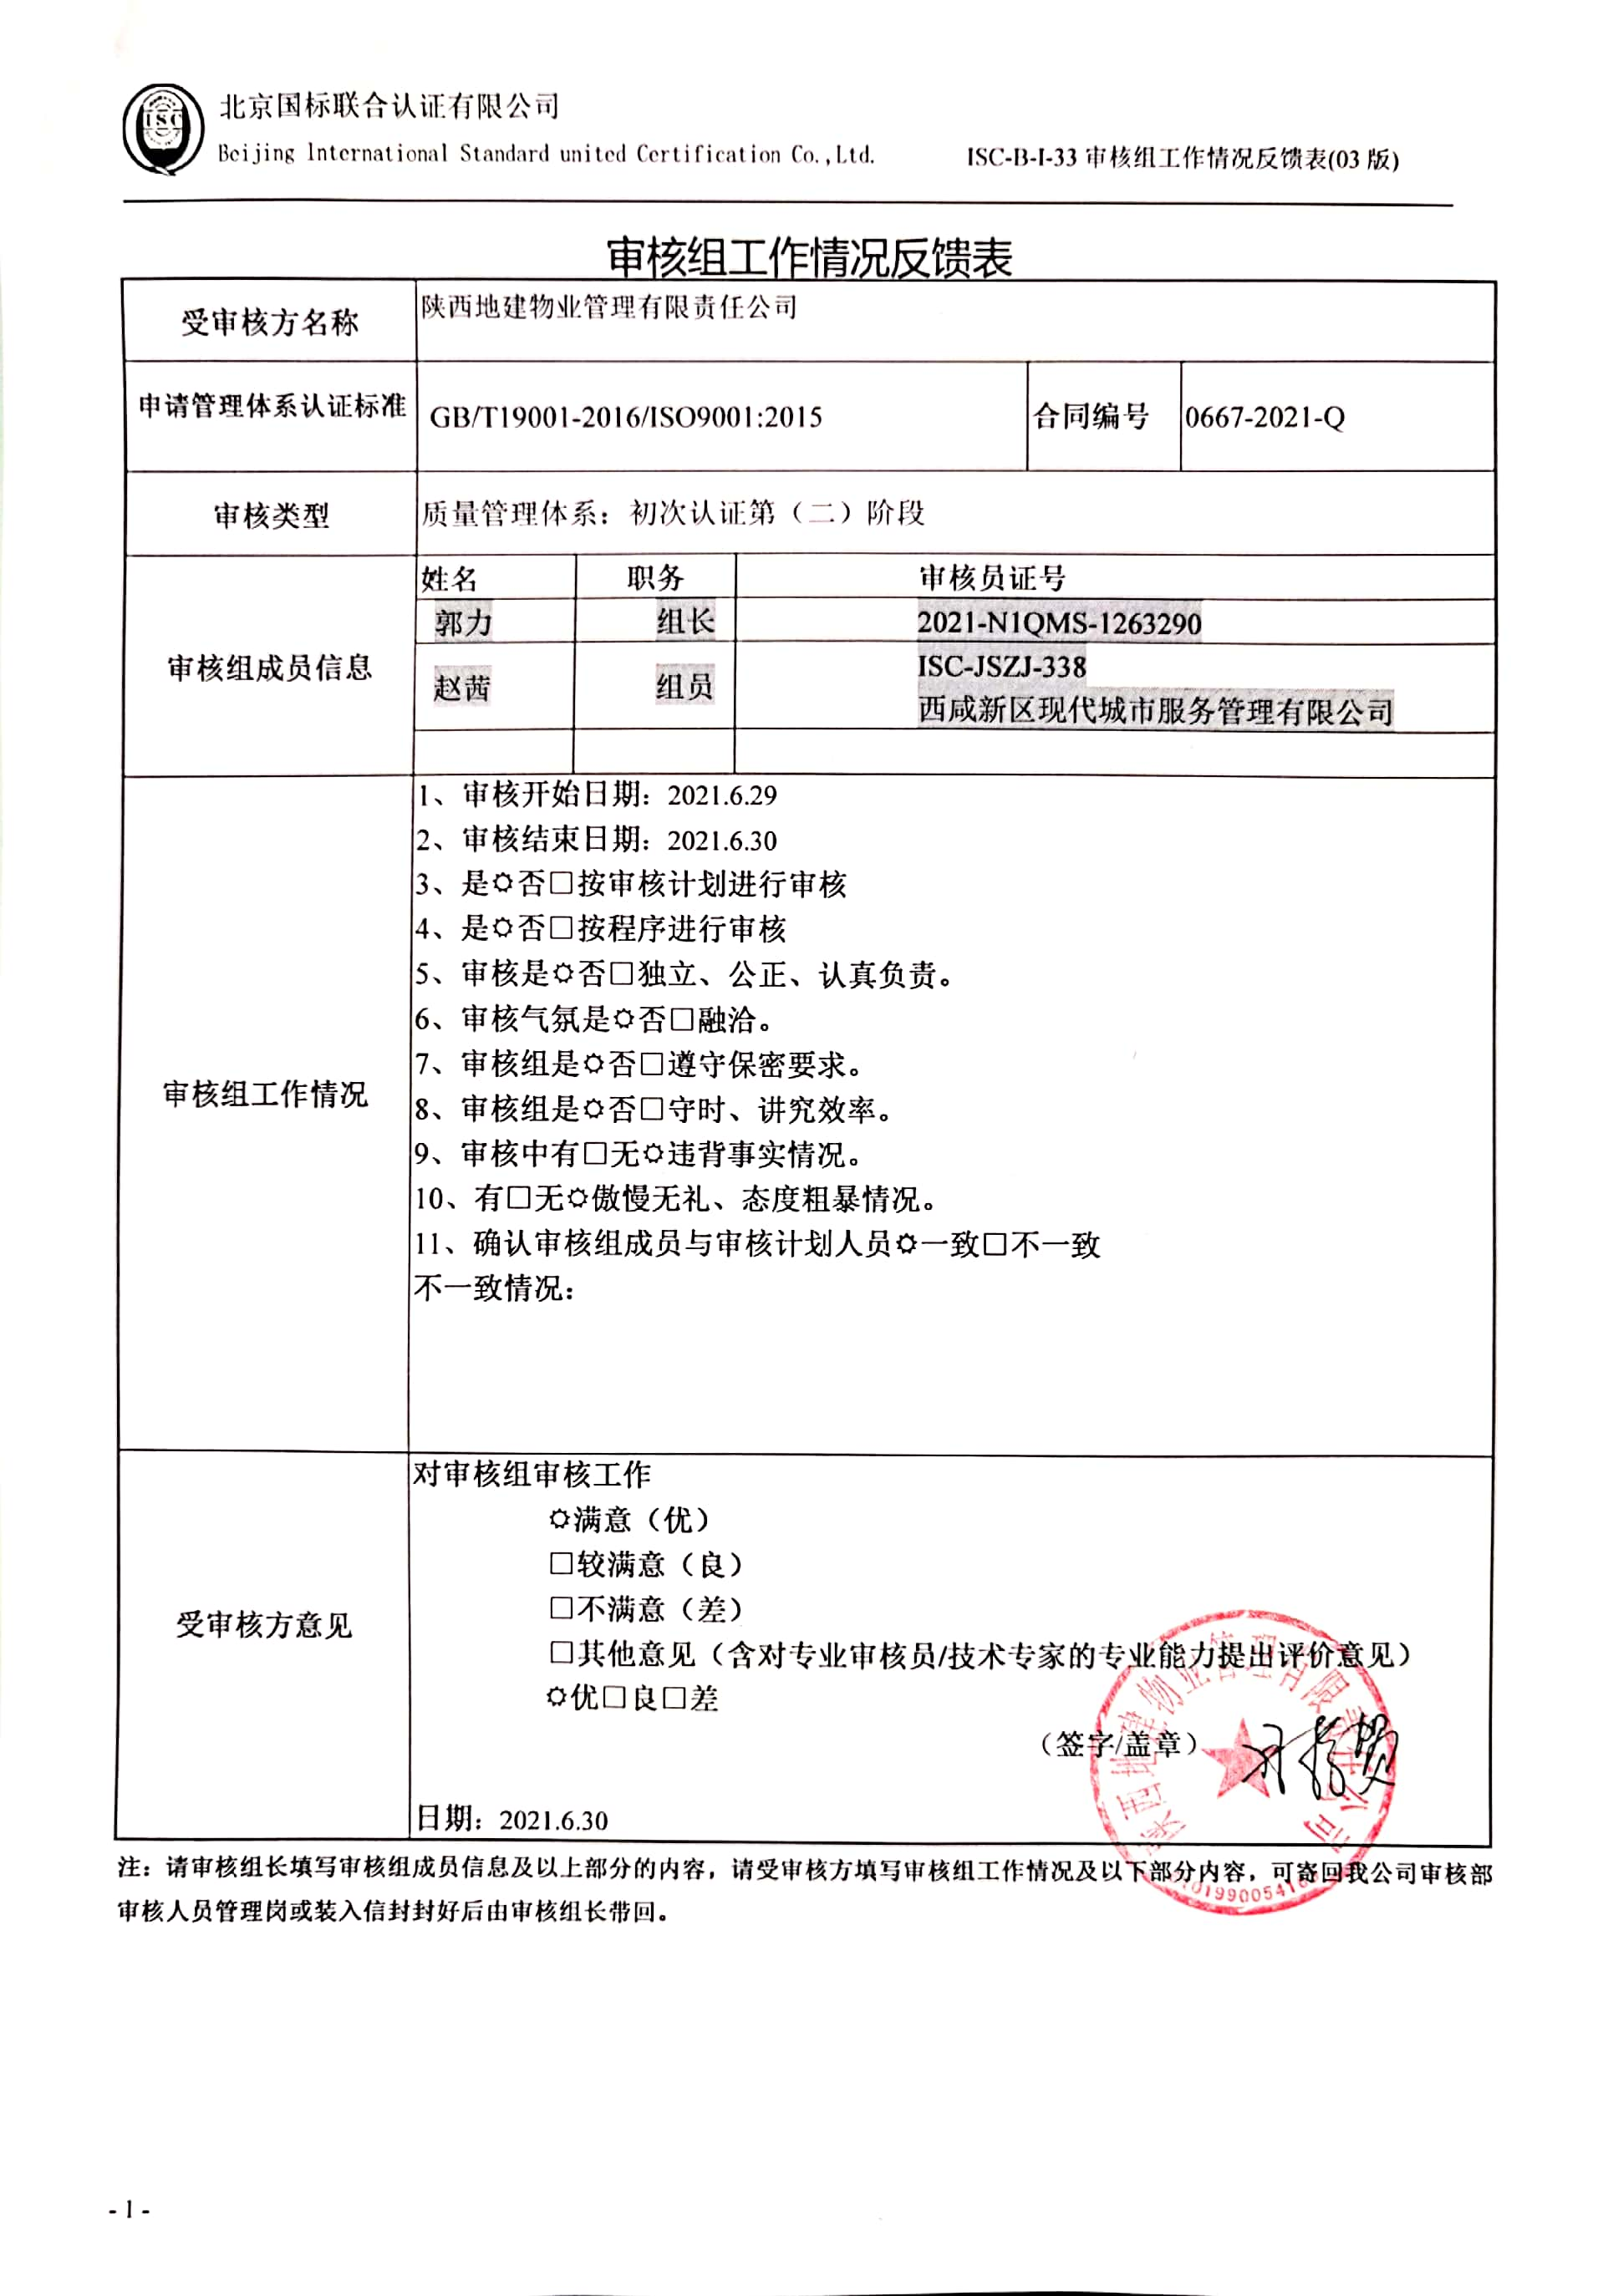 ISC
北京国标联合认证有限公司
Beijing International Standard united Certification Co.,Ltd.
ISC-B-I-33 审核组工作情况反馈表(03 版)
审核组工作情况反馈表
受审核方名称
陕西地建物业管理有限责任公司
申请管理体系认证标准
GB/T19001-2016/ISO9001:2015
合同编号
0667-2021-Q
审核类型
质量管理体系：初次认证第（二）阶段
审核组成员信息
姓名 职务 审核员证号
郭力 组长 2021-N1QMS-1263290
赵茜 组员 ISC-JSZJ-338
西咸新区现代城市服务管理有限公司
审核组工作情况
1、审核开始日期：2021.6.29
2、审核结束日期：2021.6.30
3、是✡否□按审核计划进行审核
4、是✡否□按程序进行审核
5、审核是✡否□独立、公正、认真负责。
6、审核气氛是✡否□融洽。
7、审核组是✡否□遵守保密要求。
8、审核组是✡否□守时、讲究效率。
9、审核中有□无✡违背事实情况。
10、有□无✡傲慢无礼、态度粗暴情况。
11、确认审核组成员与审核计划人员✡一致□不一致
不一致情况：
受审核方意见
对审核组审核工作
✡满意（优）
□较满意（良）
□不满意（差）
□其他意见（含对专业审核员/技术专家的专业能力提出评价意见）
✡优□良□差
（签字/盖章）
陕西地建物业管理有限责任公司
日期：2021.6.30
注：请审核组长填写审核组成员信息及以上部分的内容，请受审核方填写审核组工作情况及以下部分内容，可寄回我公司审核部
审核人员管理岗或装入信封封好后由审核组长带回。
- 1 -